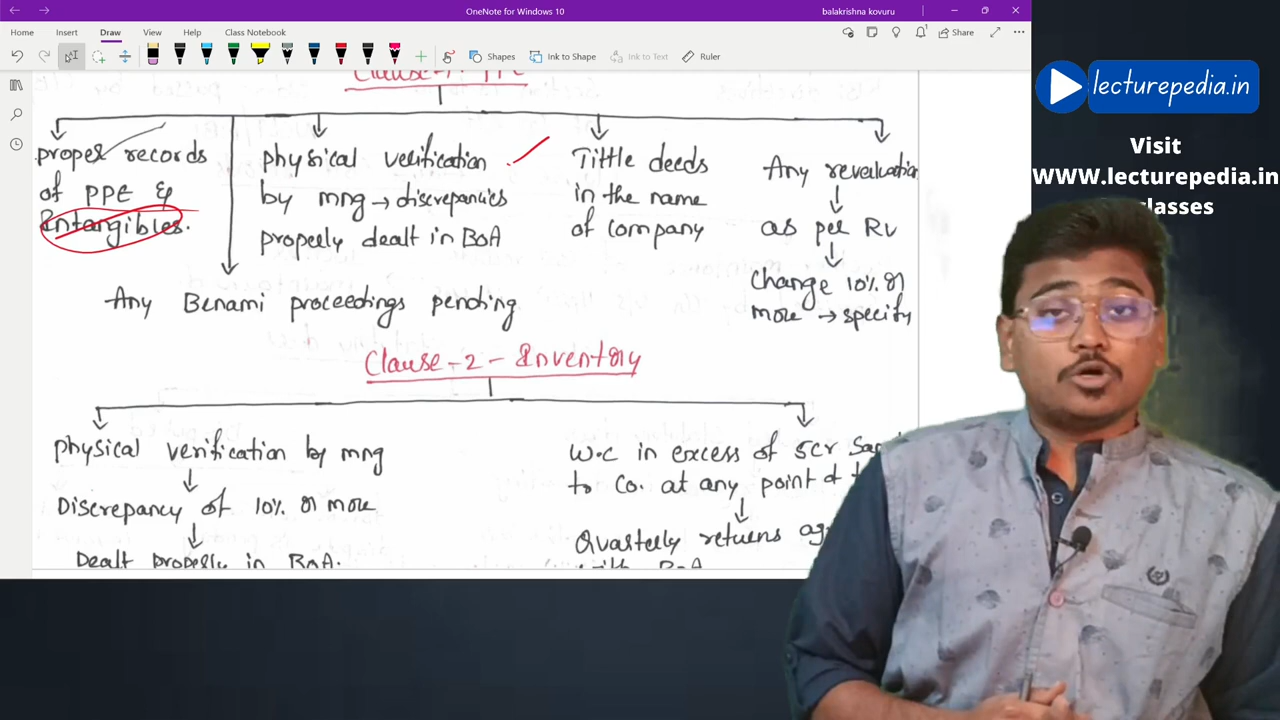 OneNote for Windows 10
balakrishna kovuru
Home Insert Draw View Help Class Notebook
Share
Shapes
Ink to Shape
Ink to Text
Ruler
lecturepedia.in
Visit
WWW.lecturepedia.in
classes
proper records
of PPE &
Intangibles.
physical verification
by mng → discrepancies
properly dealt in BoA
Tittle deeds
in the name
of company
Any revaluation
as per RV
Change 10% or
more → specify
Any Benami proceedings pending
Clause-2 - Inventory
physical verification by mng
Discrepancy of 10% or more
Dealt properly in BoA.
W.C in excess of 5cr
to Co. at any point of
Quarterly returns
with BoA